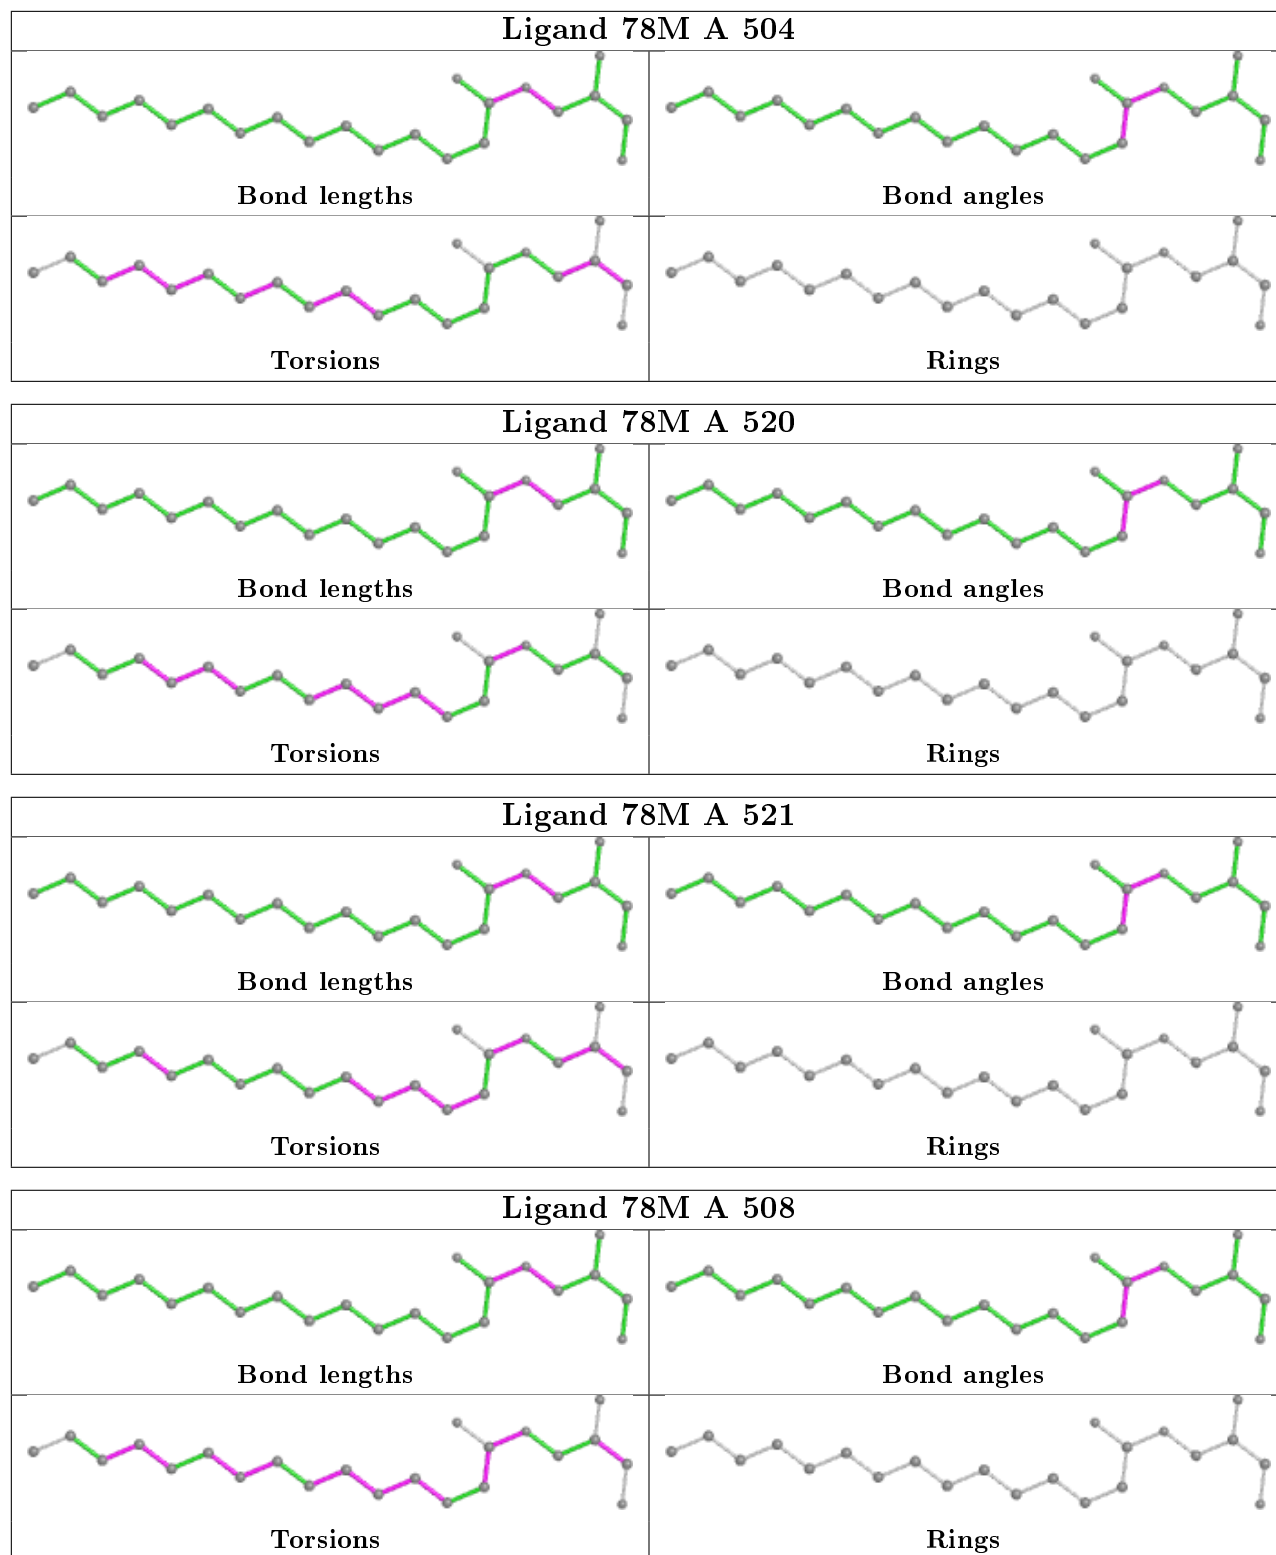 Ligand 78M A 504
Bond lengths
Bond angles
Torsions
Rings
Ligand 78M A 520
Bond lengths
Bond angles
Torsions
Rings
Ligand 78M A 521
Bond lengths
Bond angles
Torsions
Rings
Ligand 78M A 508
Bond lengths
Bond angles
Torsions
Rings